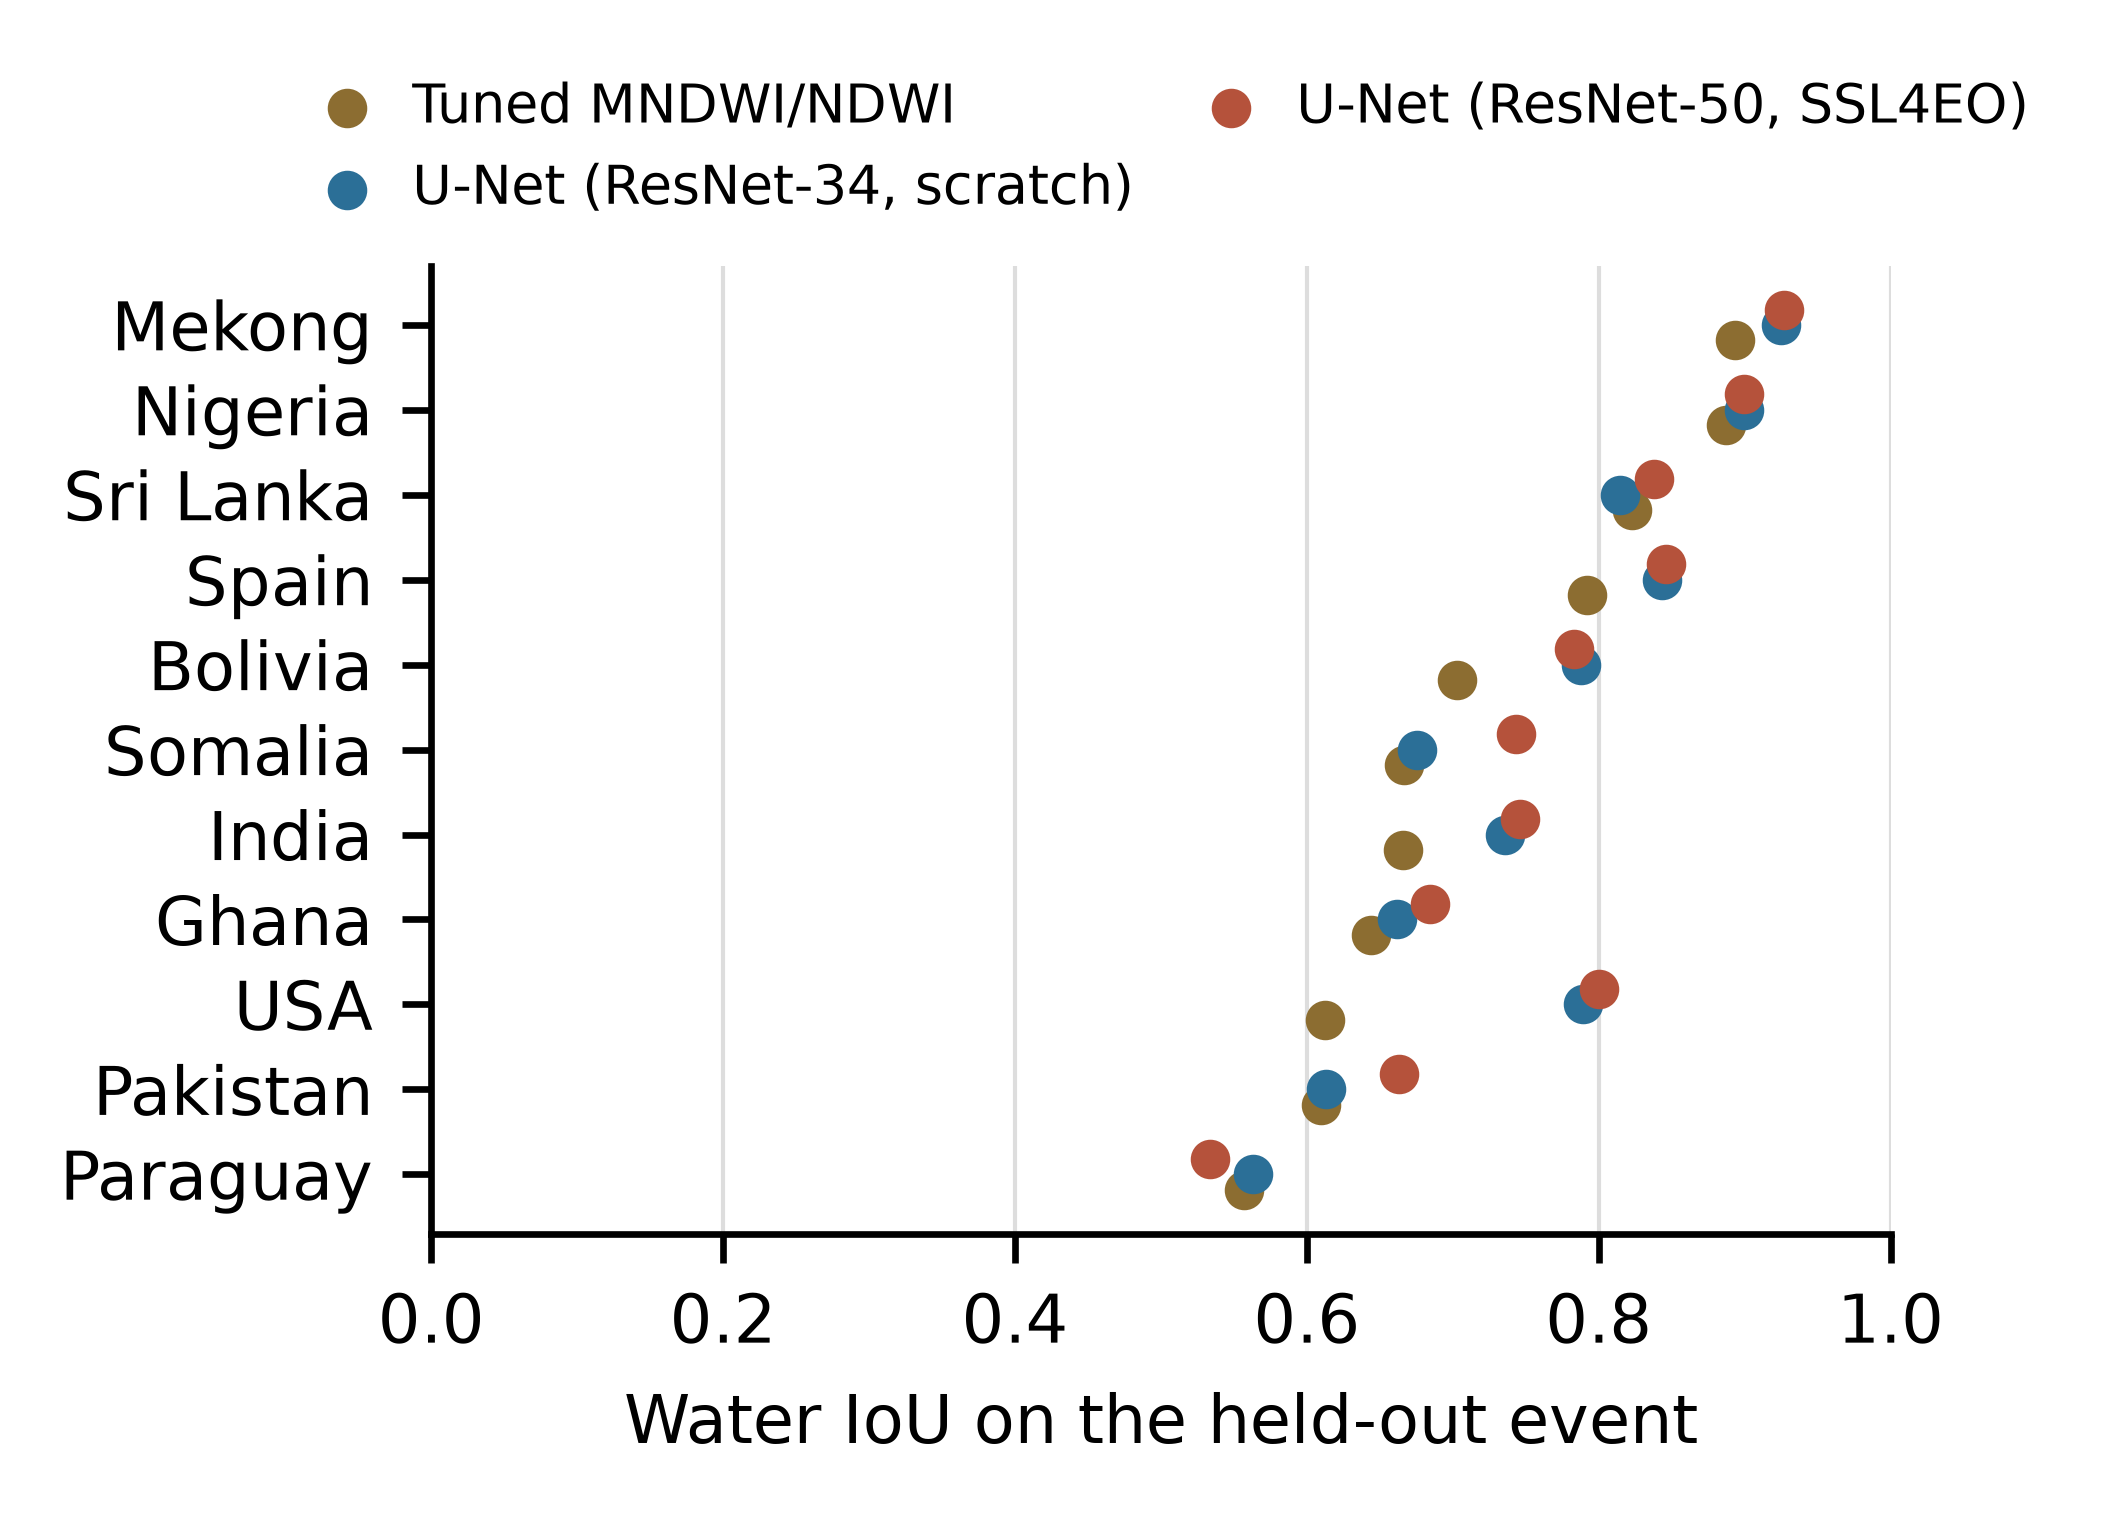 Tuned MNDWI/NDWI
U-Net (ResNet-34, scratch)
U-Net (ResNet-50, SSL4EO)
Mekong
Nigeria
Sri Lanka
Spain
Bolivia
Somalia
India
Ghana
USA
Pakistan
Paraguay
0.0 0.2 0.4 0.6 0.8 1.0
Water IoU on the held-out event